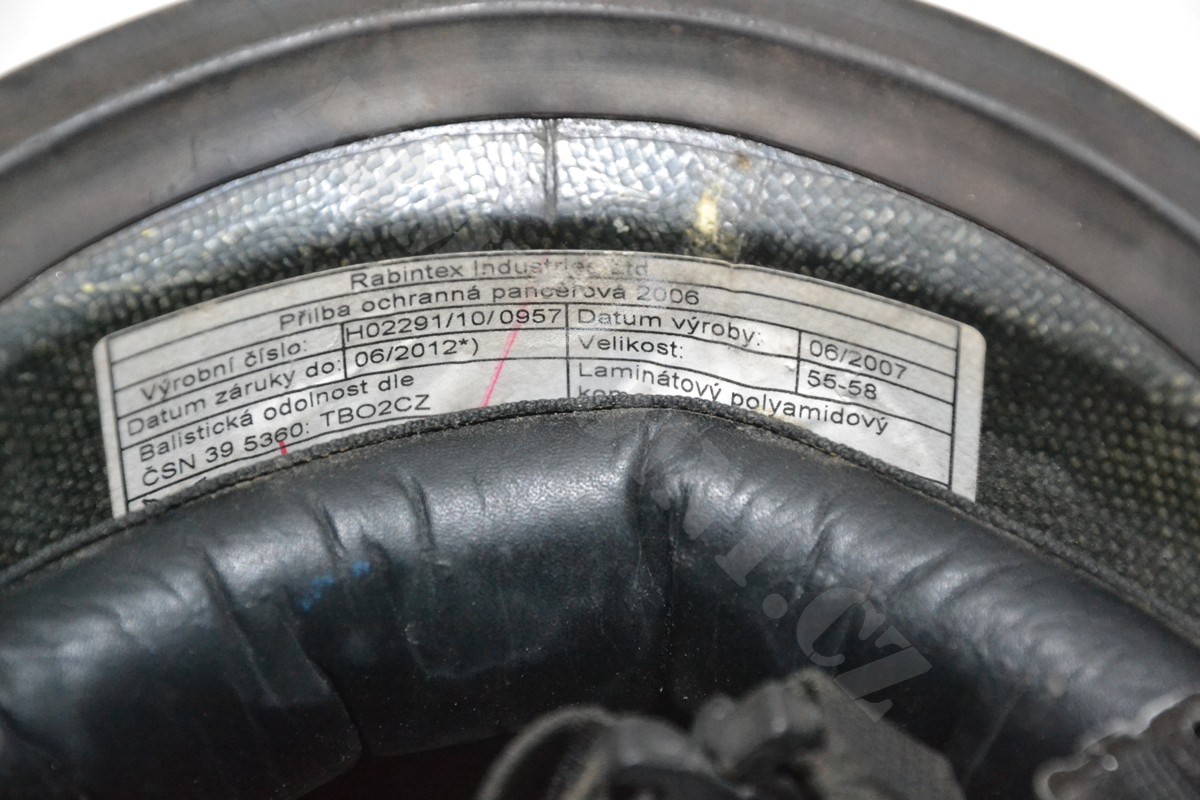 Rabintex Industries Ltd
Přilba ochranná pancéřová 2006
Výrobní číslo: H02291/10/0957 Datum výroby: 06/2007
Datum záruky do: 06/2012*) Velikost: 55-58
Balistická odolnost dle Laminátový polyamidový
ČSN 39 5360: TBO2CZ
.CZ